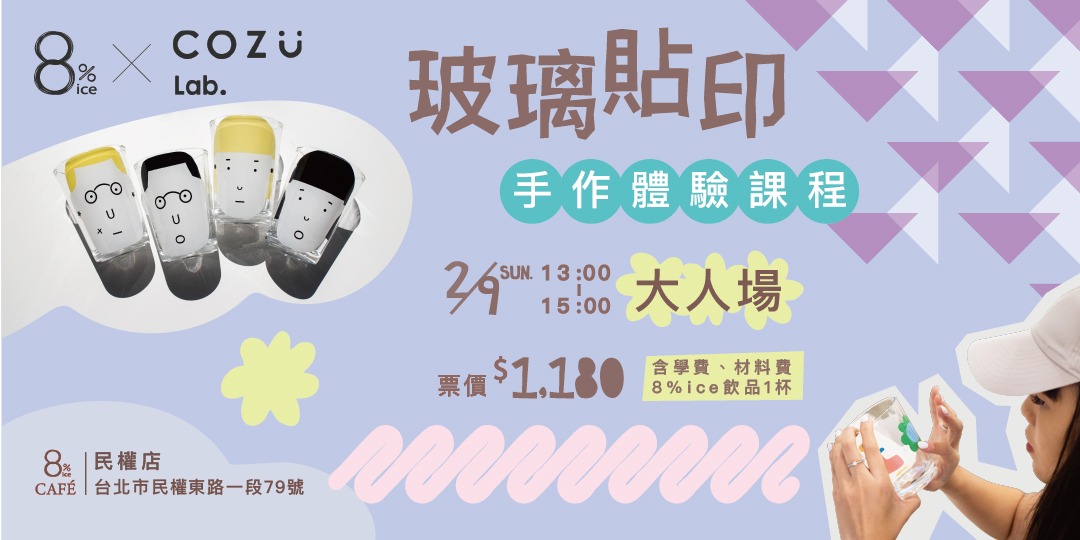 8%ice × COZÜ Lab.
玻璃貼印
手作體驗課程
2/9 SUN. 13:00 | 15:00 大人場
票價 $1,180 含學費、材料費
8%ice飲品1杯
8%ice CAFÉ 民權店
台北市民權東路一段79號